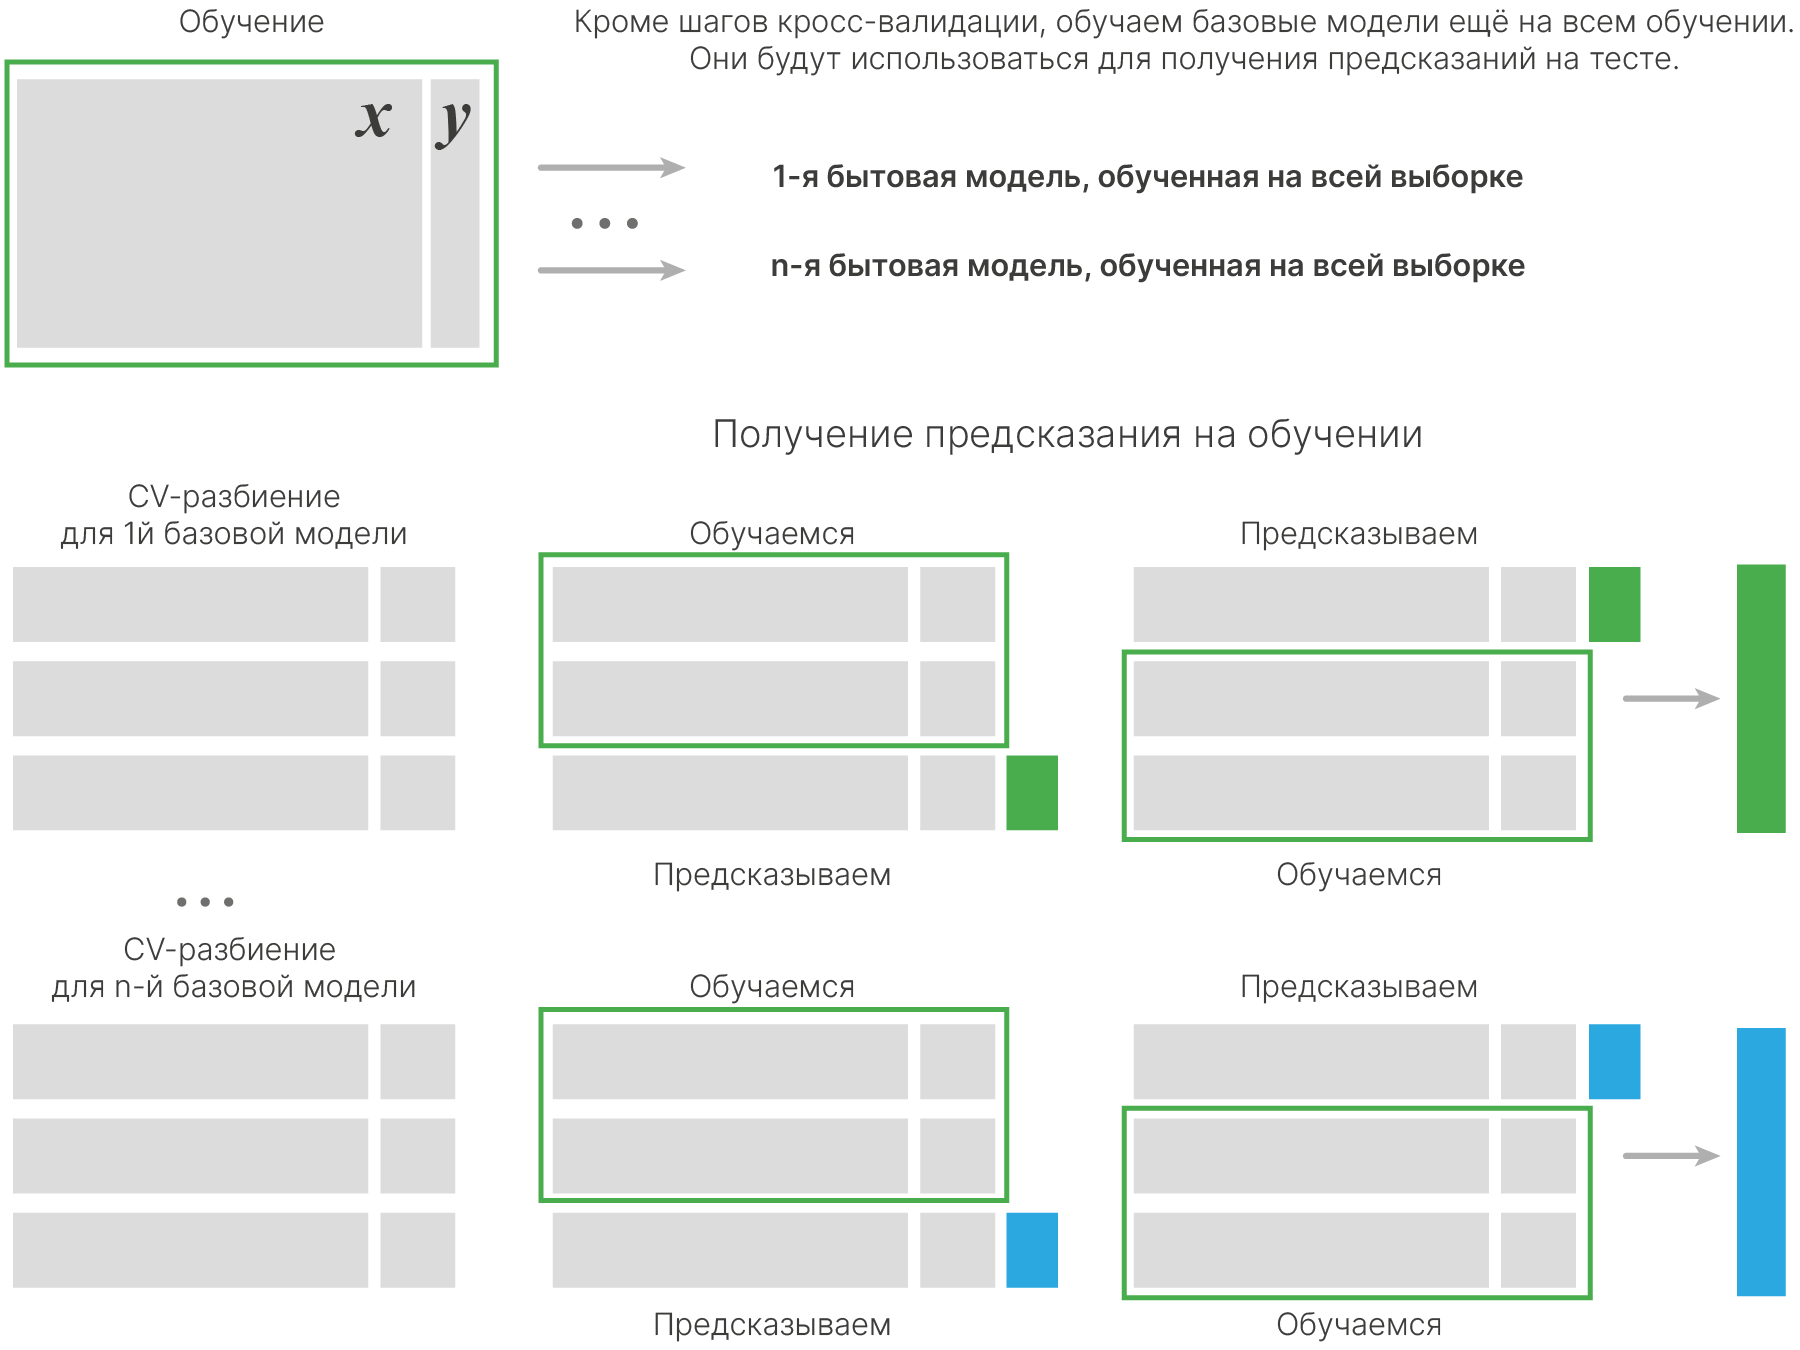 Обучение
Кроме шагов кросс-валидации, обучаем базовые модели ещё на всем обучении.
Они будут использоваться для получения предсказаний на тесте.
x y
1-я бытовая модель, обученная на всей выборке
• • •
n-я бытовая модель, обученная на всей выборке
Получение предсказания на обучении
CV-разбиение
для 1й базовой модели
Обучаемся
Предсказываем
Предсказываем
Обучаемся
• • •
CV-разбиение
для n-й базовой модели
Обучаемся
Предсказываем
Предсказываем
Обучаемся